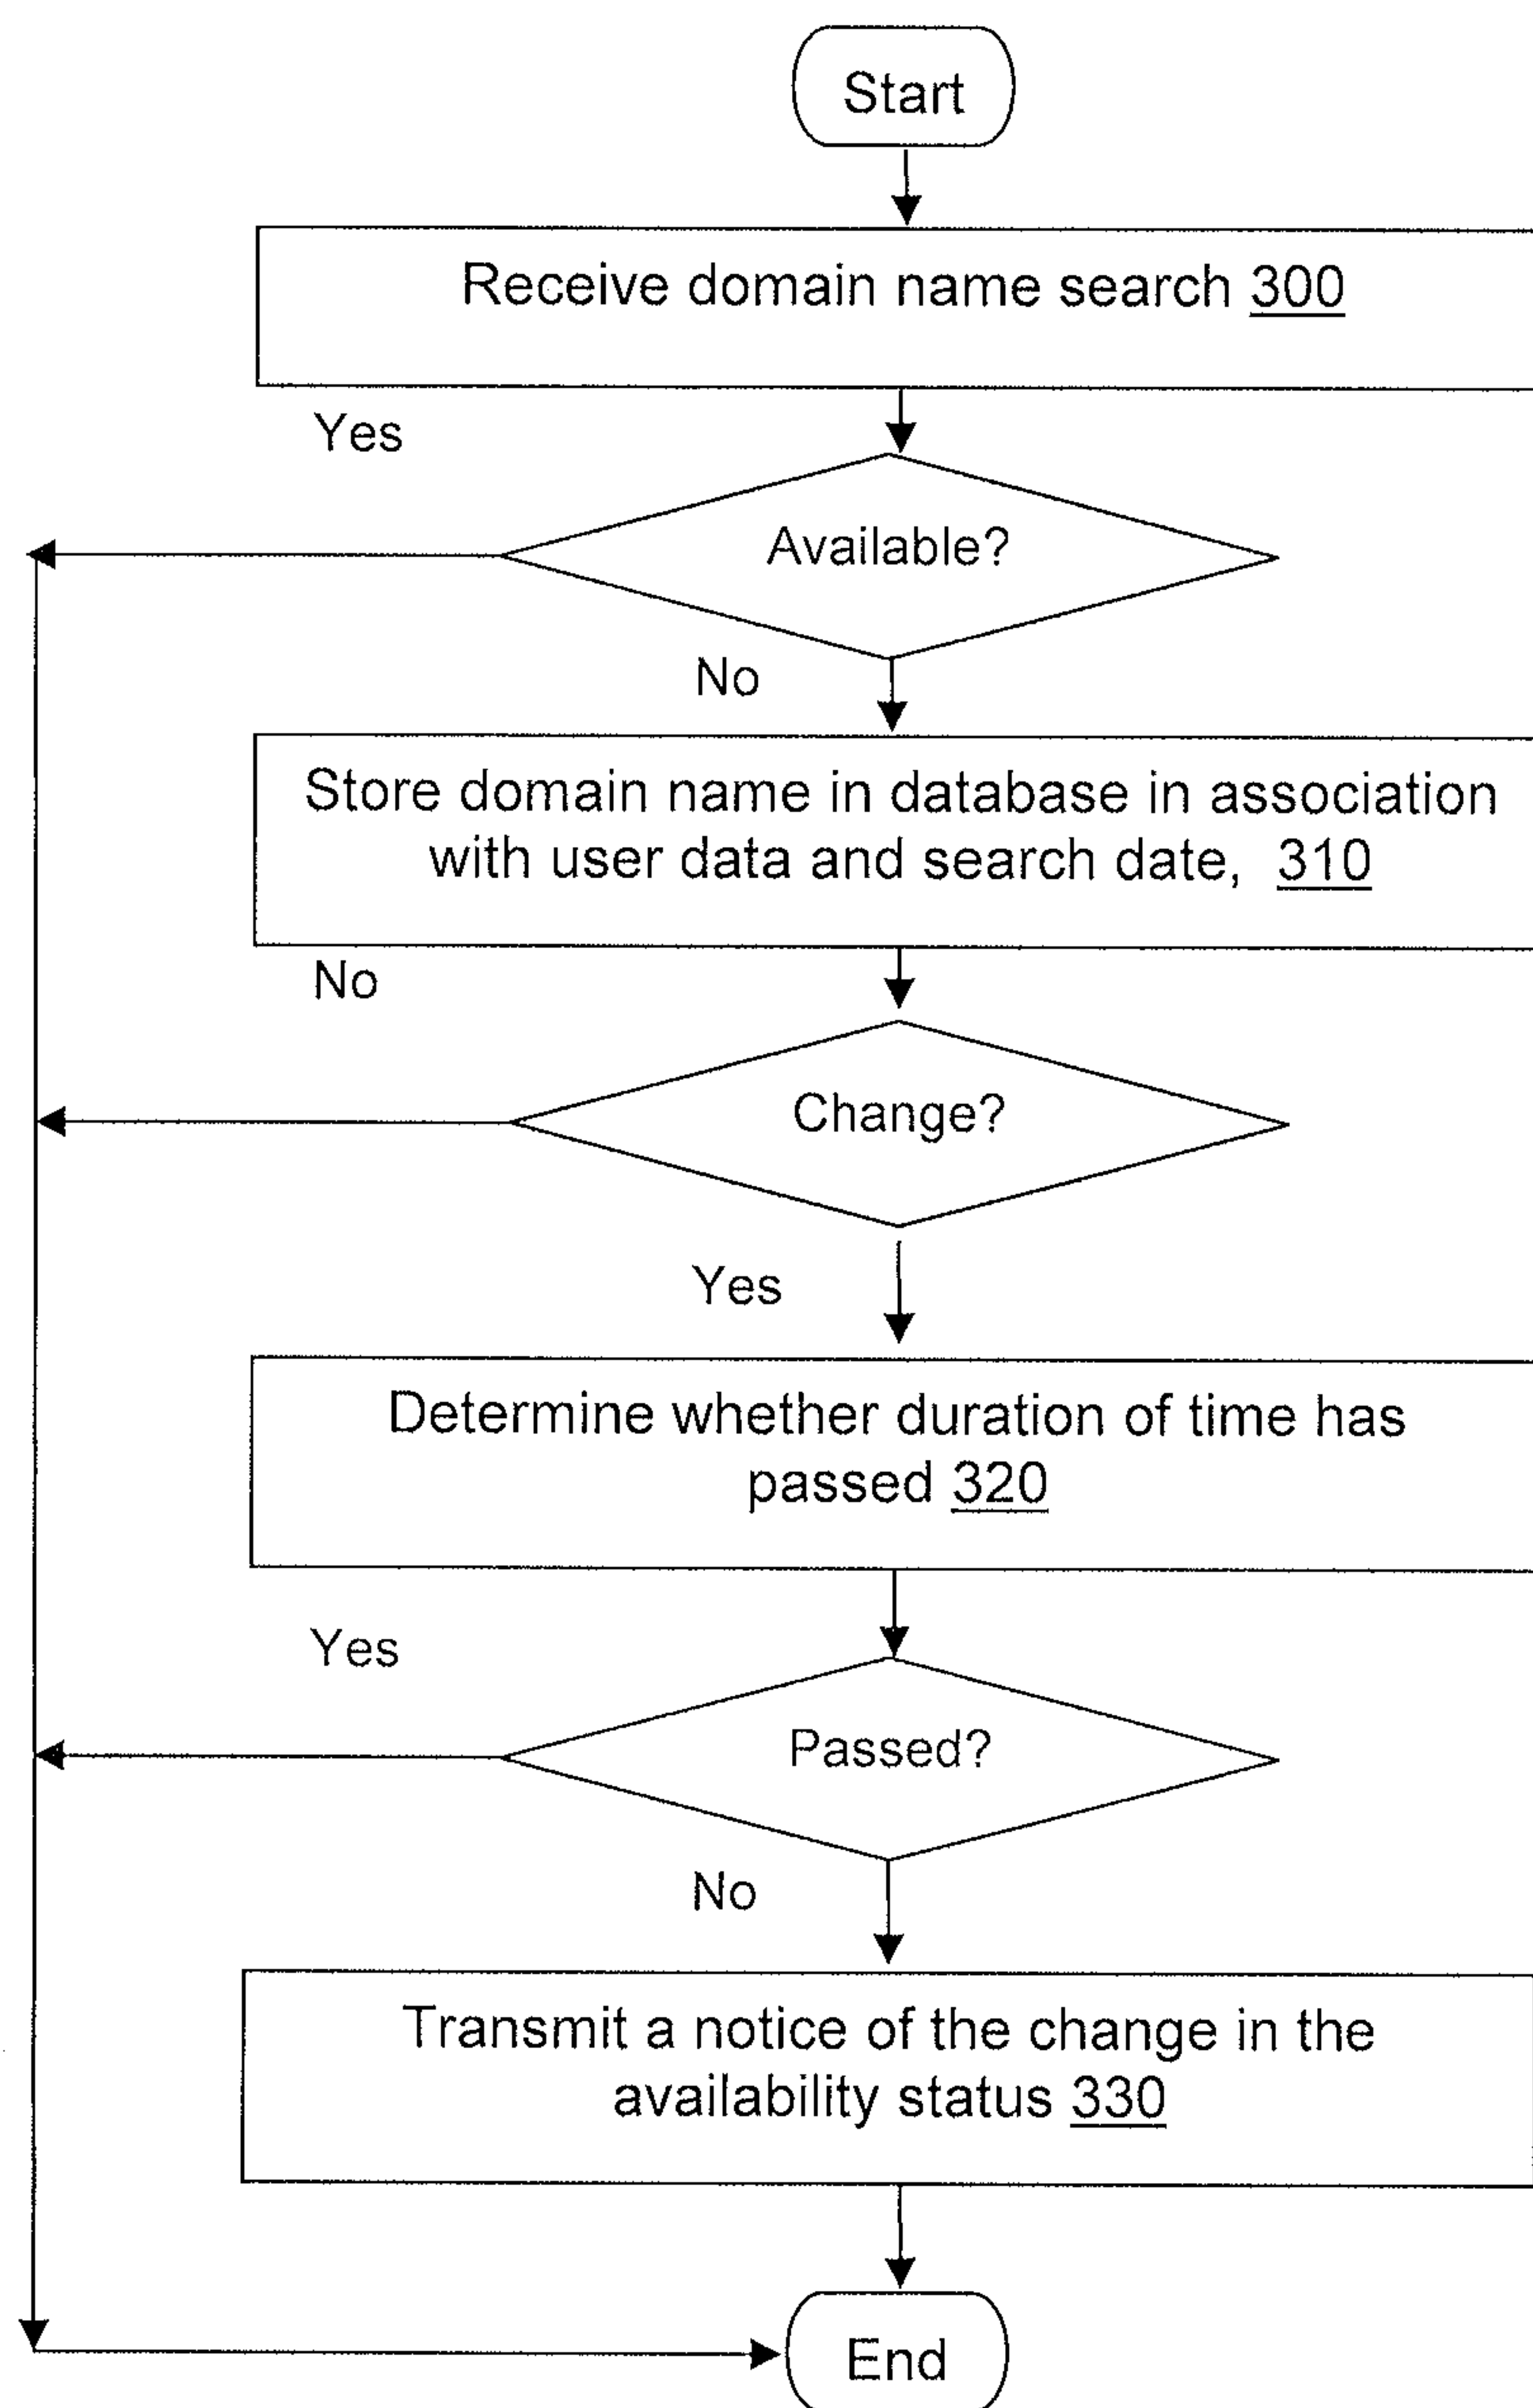 Start
Receive domain name search 300
Yes
Available?
No
Store domain name in database in association
with user data and search date, 310
No
Change?
Yes
Determine whether duration of time has
passed 320
Yes
Passed?
No
Transmit a notice of the change in the
availability status 330
End